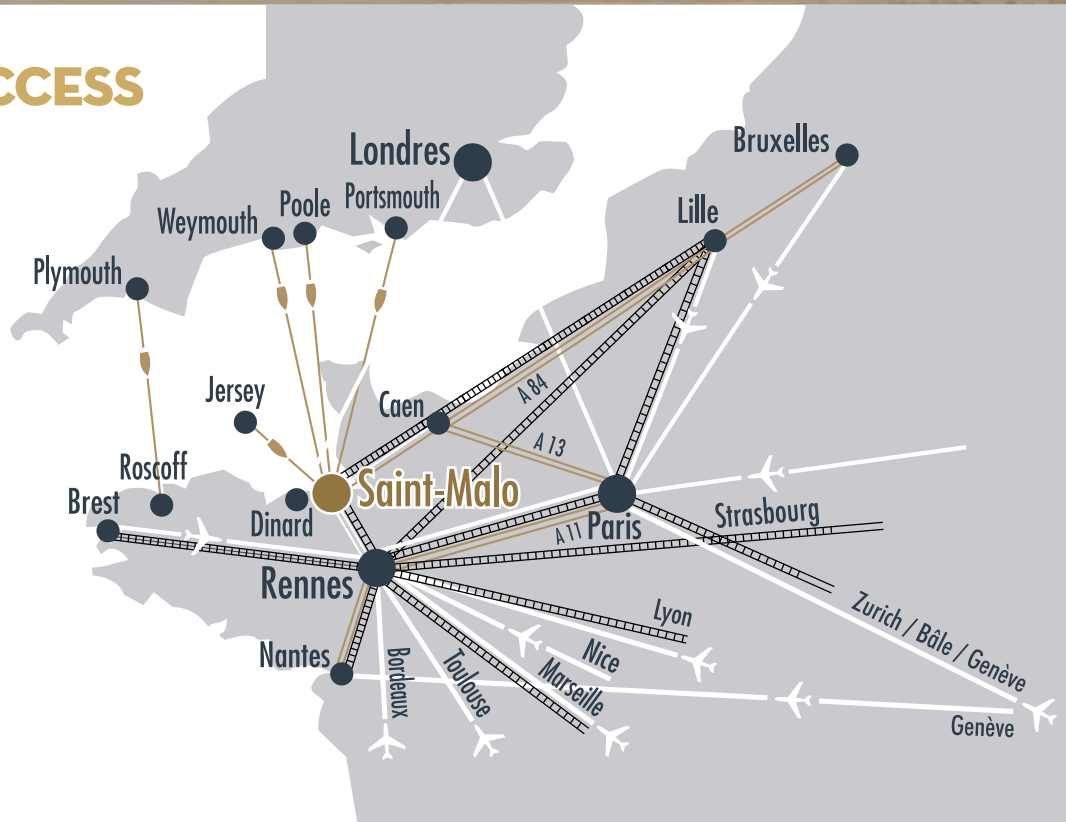 CCESS
Londres
Bruxelles
Portsmouth
Poole
Weymouth
Lille
Plymouth
Jersey
Caen
A 84
A 13
Roscoff
Saint-Malo
Brest
Dinard
Paris
Strasbourg
A 11
Rennes
Lyon
Zurich / Bâle / Genève
Nantes
Bordeaux
Toulouse
Nice
Marseille
Genève